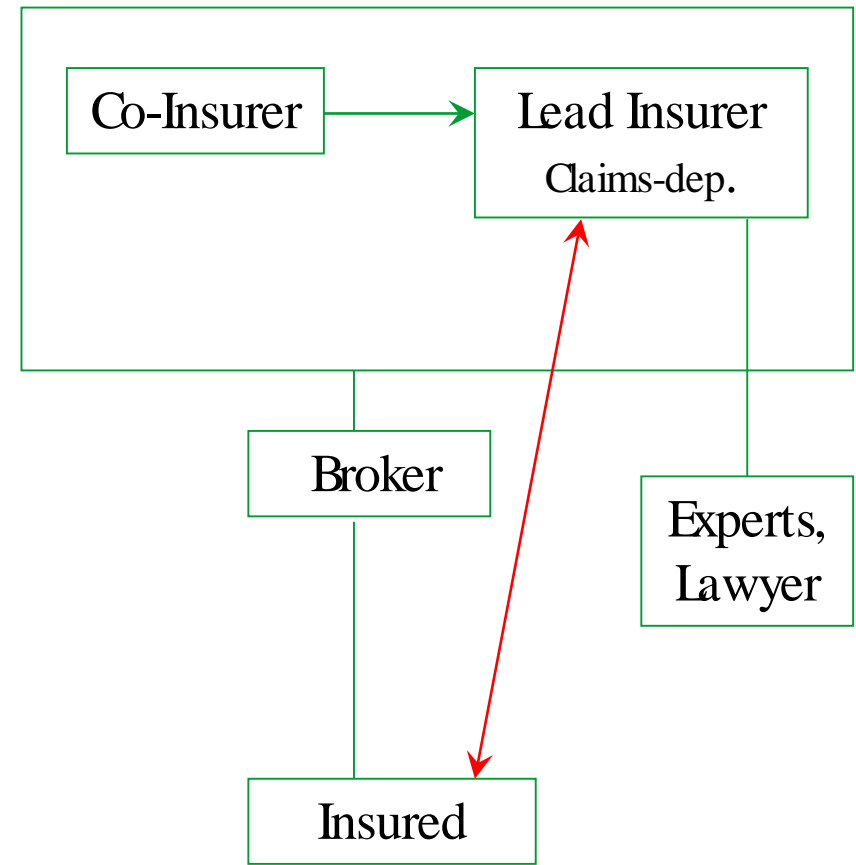 Co-Insurer
Lead Insurer
Claims-dep.
Broker
Experts,
Lawyer
Insured